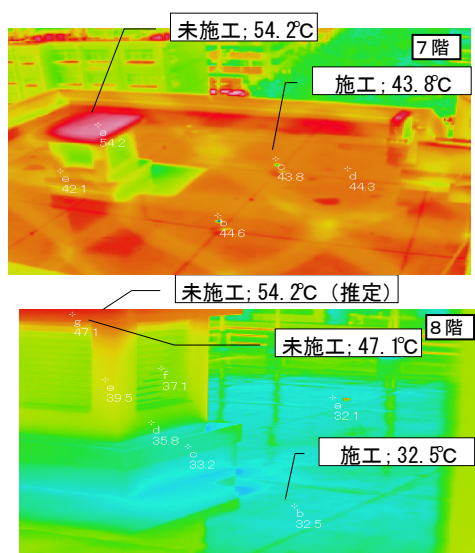 未施工；54.2℃
7階
施工；43.8℃
a
54.2
c
43.8
d
44.3
e
42.1
b
44.6
未施工；54.2℃（推定）
8階
g
47.1
未施工；47.1℃
f
37.1
e
39.5
a
32.1
d
35.8
c
33.2
施工；32.5℃
b
32.5